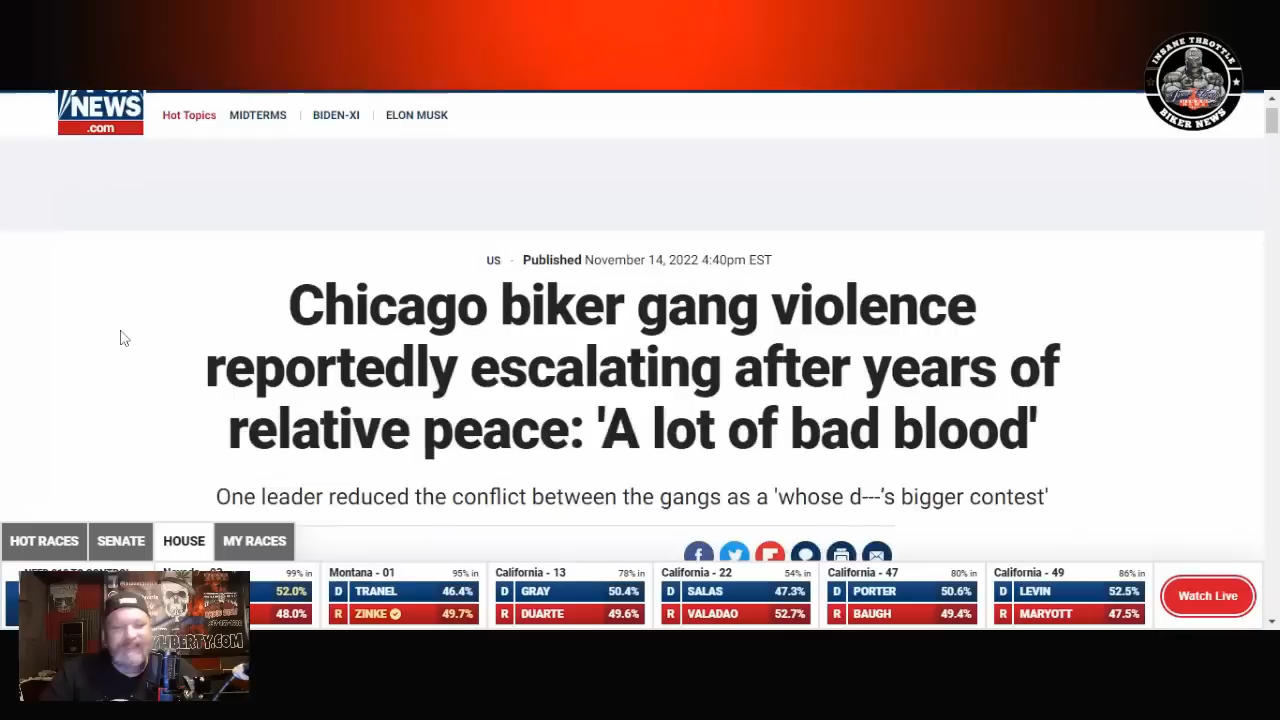 INSANE THROTTLE
BIKER NEWS
NEWS
.com
Hot Topics MIDTERMS BIDEN-XI ELON MUSK
US - Published November 14, 2022 4:40pm EST
Chicago biker gang violence
reportedly escalating after years of
relative peace: 'A lot of bad blood'
One leader reduced the conflict between the gangs as a 'whose d---'s bigger contest'
HOT RACES SENATE HOUSE MY RACES
99% in
52.0%
48.0%
Montana - 01 95% in
D TRANEL 46.4%
R ZINKE 49.7%
California - 13 78% in
D GRAY 50.4%
R DUARTE 49.6%
California - 22 54% in
D SALAS 47.3%
R VALADAO 52.7%
California - 47 80% in
D PORTER 50.6%
R BAUGH 49.4%
California - 49 86% in
D LEVIN 52.5%
R MARYOTT 47.5%
Watch Live